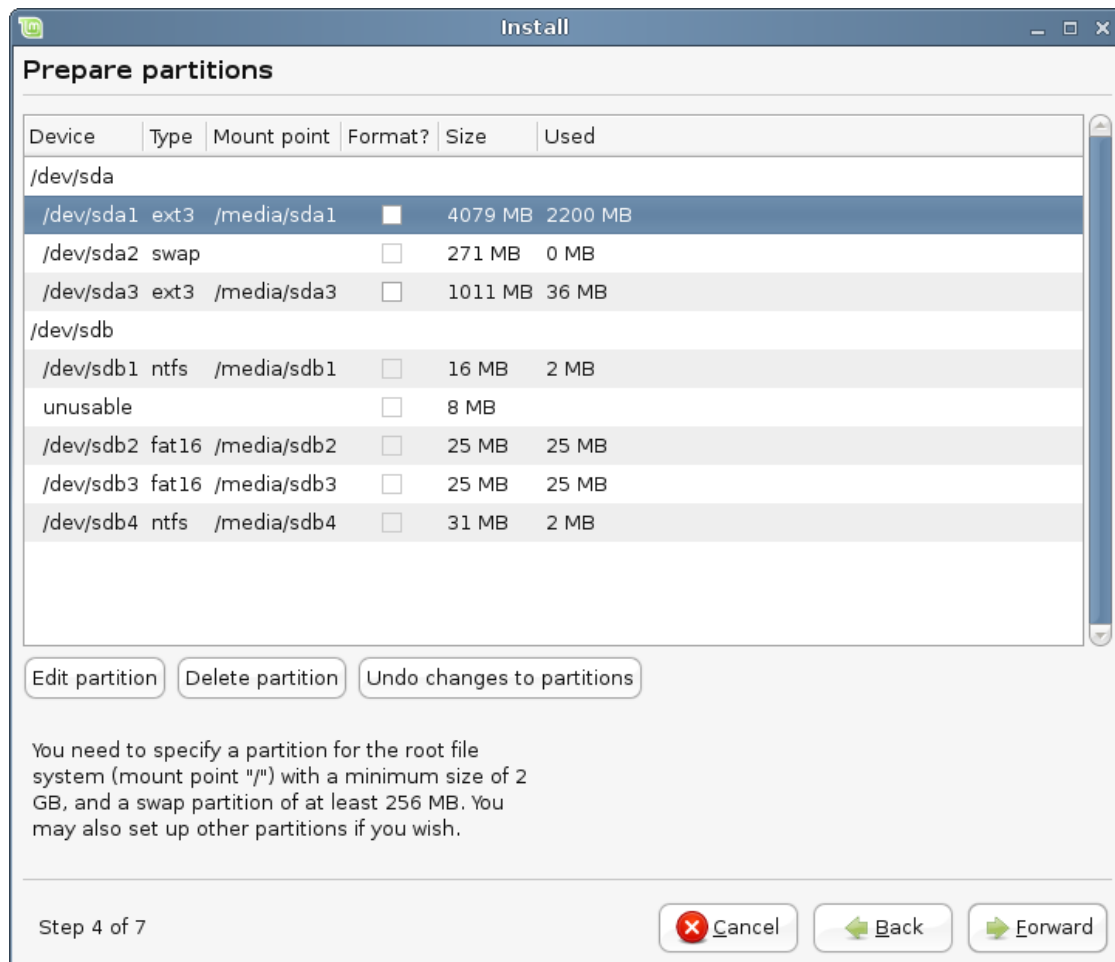 Install
Prepare partitions
Device Type Mount point Format? Size Used
/dev/sda
/dev/sda1 ext3 /media/sda1 4079 MB 2200 MB
/dev/sda2 swap 271 MB 0 MB
/dev/sda3 ext3 /media/sda3 1011 MB 36 MB
/dev/sdb
/dev/sdb1 ntfs /media/sdb1 16 MB 2 MB
unusable 8 MB
/dev/sdb2 fat16 /media/sdb2 25 MB 25 MB
/dev/sdb3 fat16 /media/sdb3 25 MB 25 MB
/dev/sdb4 ntfs /media/sdb4 31 MB 2 MB
Edit partition Delete partition Undo changes to partitions
You need to specify a partition for the root file
system (mount point "/") with a minimum size of 2
GB, and a swap partition of at least 256 MB. You
may also set up other partitions if you wish.
Step 4 of 7 Cancel Back Forward